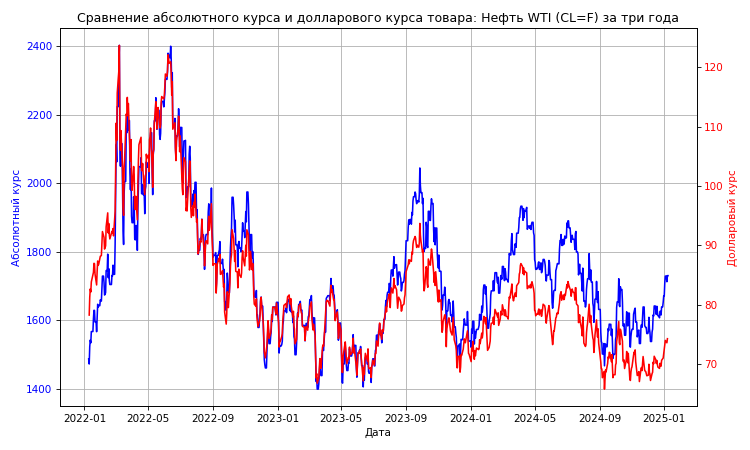 Сравнение абсолютного курса и долларового курса товара: Нефть WTI (CL=F) за три года
2400
2200
2000
1800
1600
1400
Абсолютный курс
120
110
100
90
80
70
Долларовый курс
2022-01 2022-05 2022-09 2023-01 2023-05 2023-09 2024-01 2024-05 2024-09 2025-01
Дата